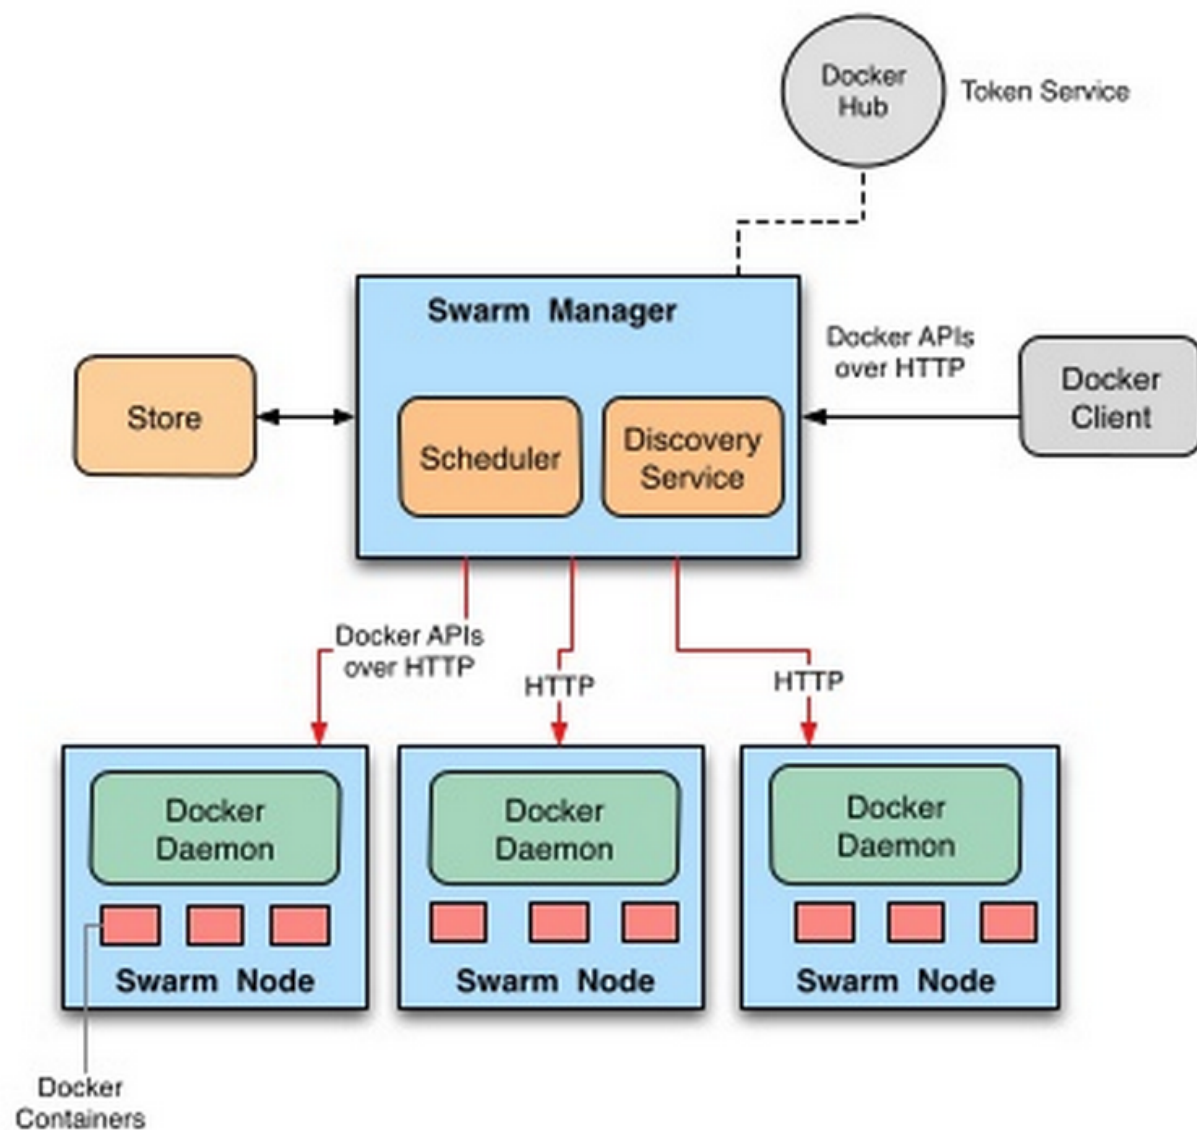 Docker
Hub
Token Service
Swarm Manager
Docker APIs
over HTTP
Store
Scheduler
Discovery
Service
Docker
Client
Docker APIs
over HTTP
HTTP
HTTP
Docker
Daemon
Docker
Daemon
Docker
Daemon
Swarm Node
Swarm Node
Swarm Node
Docker
Containers